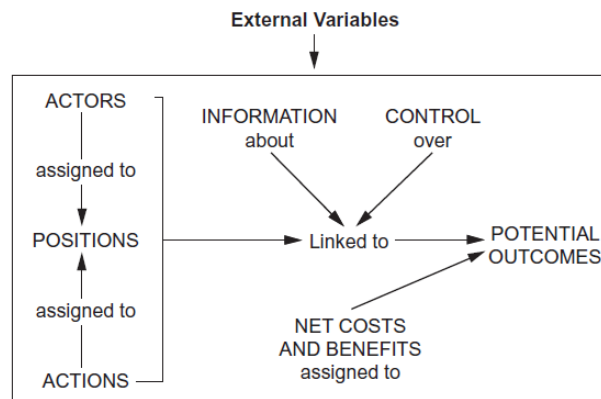 External Variables
ACTORS
assigned to
POSITIONS
assigned to
ACTIONS
INFORMATION
about
CONTROL
over
Linked to
POTENTIAL
OUTCOMES
NET COSTS
AND BENEFITS
assigned to